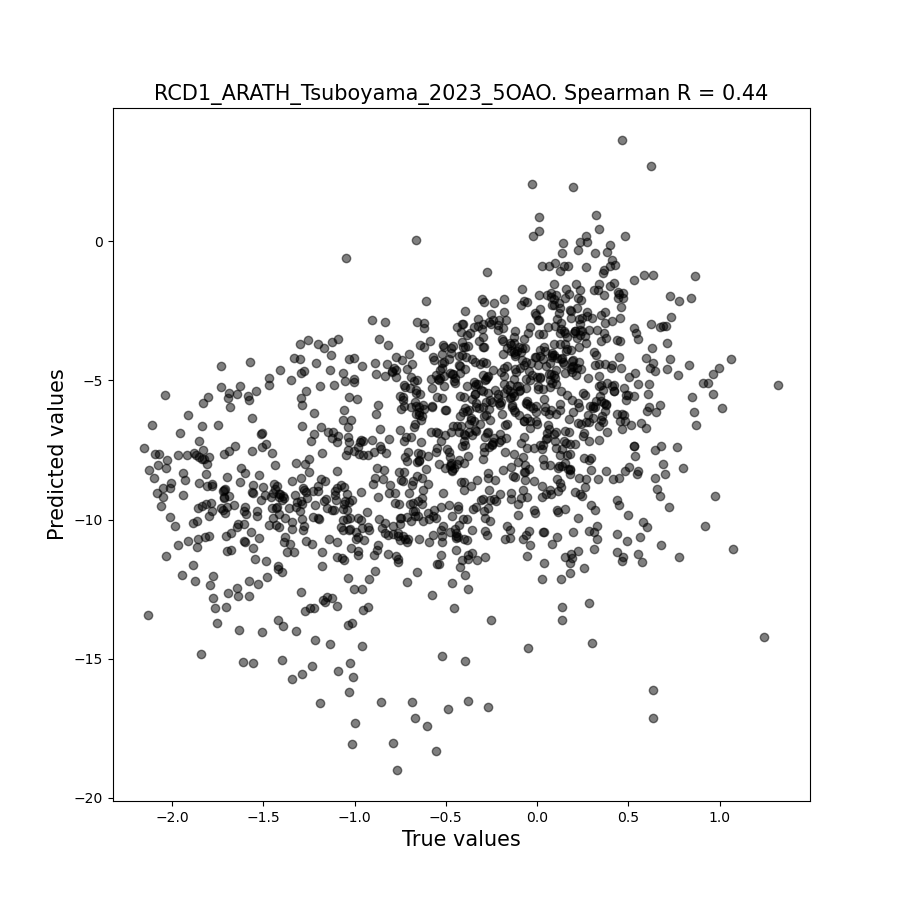 RCD1_ARATH_Tsuboyama_2023_5OAO. Spearman R = 0.44
0
−5
−10
−15
−20
Predicted values
−2.0 −1.5 −1.0 −0.5 0.0 0.5 1.0
True values